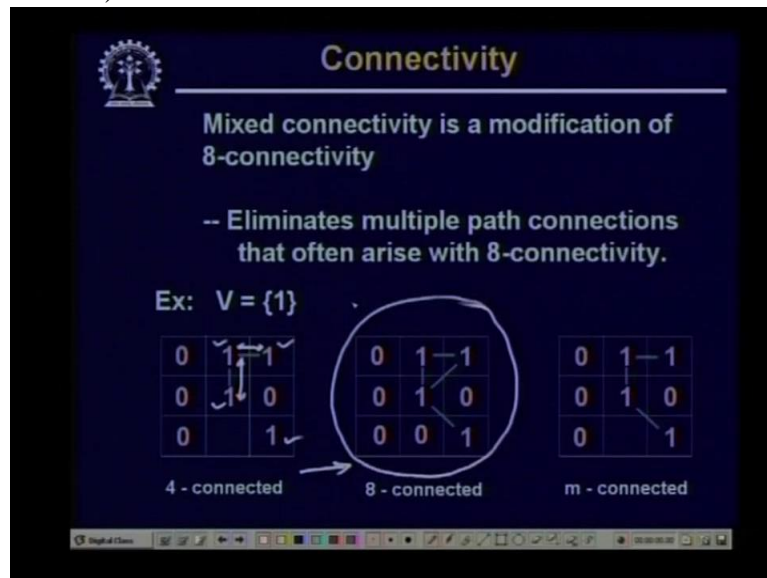 Connectivity
Mixed connectivity is a modification of
8-connectivity
-- Eliminates multiple path connections
that often arise with 8-connectivity.
Ex: V = {1}
0 1 1
0 1 0
0 1
4 - connected
0 1 1
0 1 0
0 0 1
8 - connected
0 1 1
0 1 0
0 1
m - connected